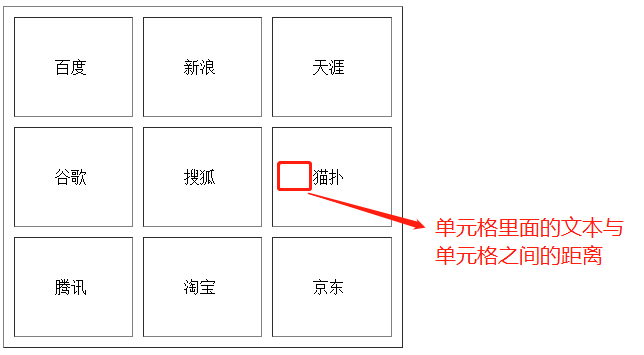 百度 新浪 天涯
谷歌 搜狐 猫扑
单元格里面的文本与
单元格之间的距离
腾讯 淘宝 京东